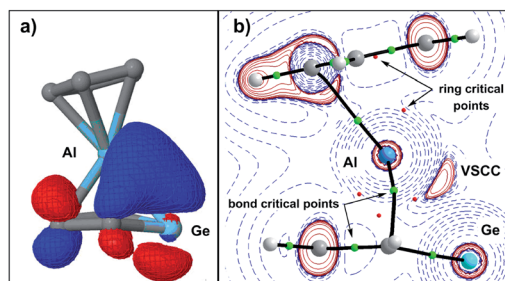 a)
Al
Ge
b)
ring critical
points
Al
VSCC
bond critical points
Ge